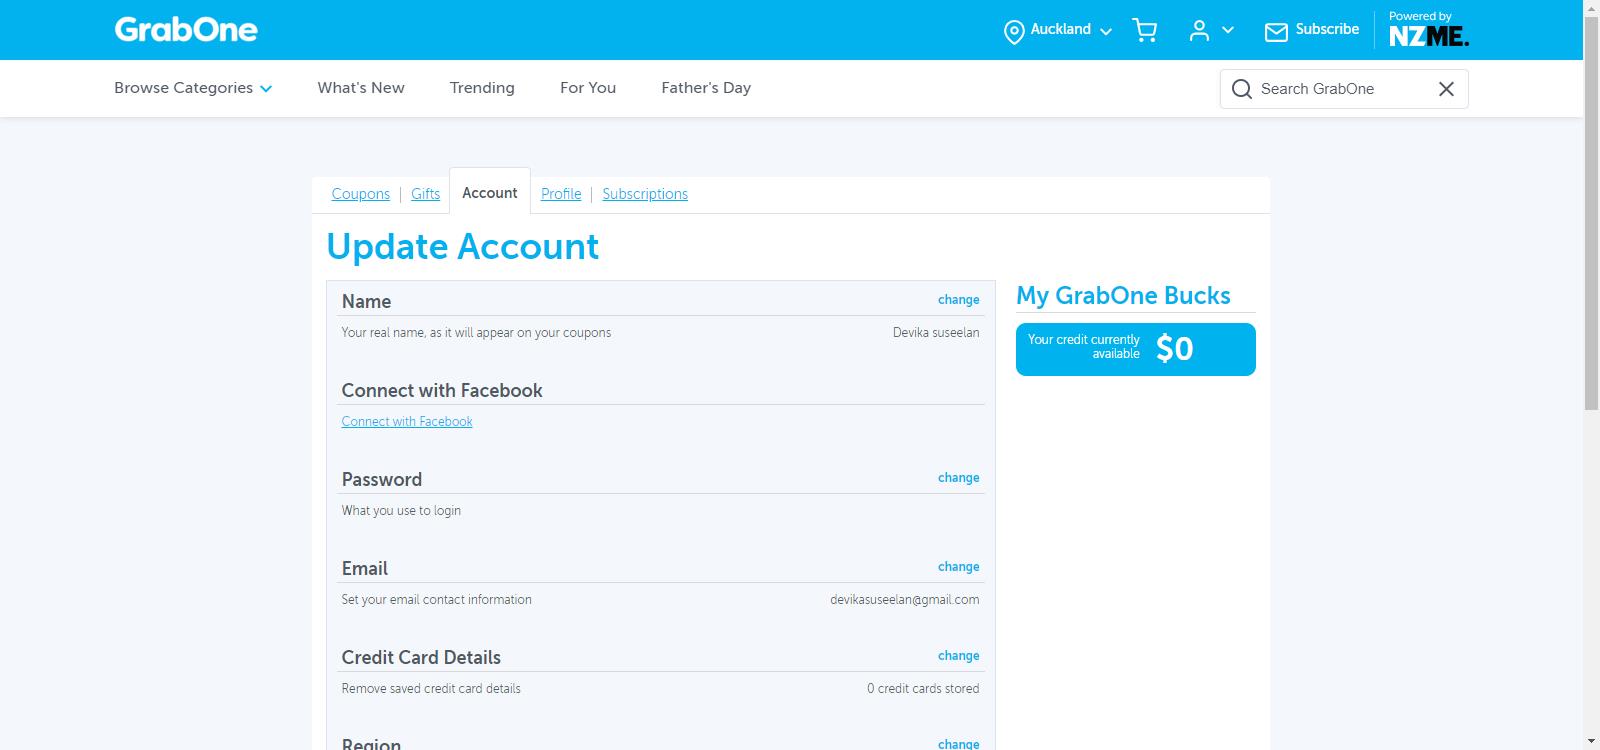 GrabOne
Auckland
Subscribe
Powered by
NZME.
Browse Categories
What's New
Trending
For You
Father's Day
Search GrabOne
Coupons
Gifts
Account
Profile
Subscriptions
Update Account
Name
change
Your real name, as it will appear on your coupons
Devika suseelan
Connect with Facebook
Connect with Facebook
Password
change
What you use to login
Email
change
Set your email contact information
devikasuseelan@gmail.com
Credit Card Details
change
Remove saved credit card details
0 credit cards stored
Region
change
My GrabOne Bucks
Your credit currently
available
$0